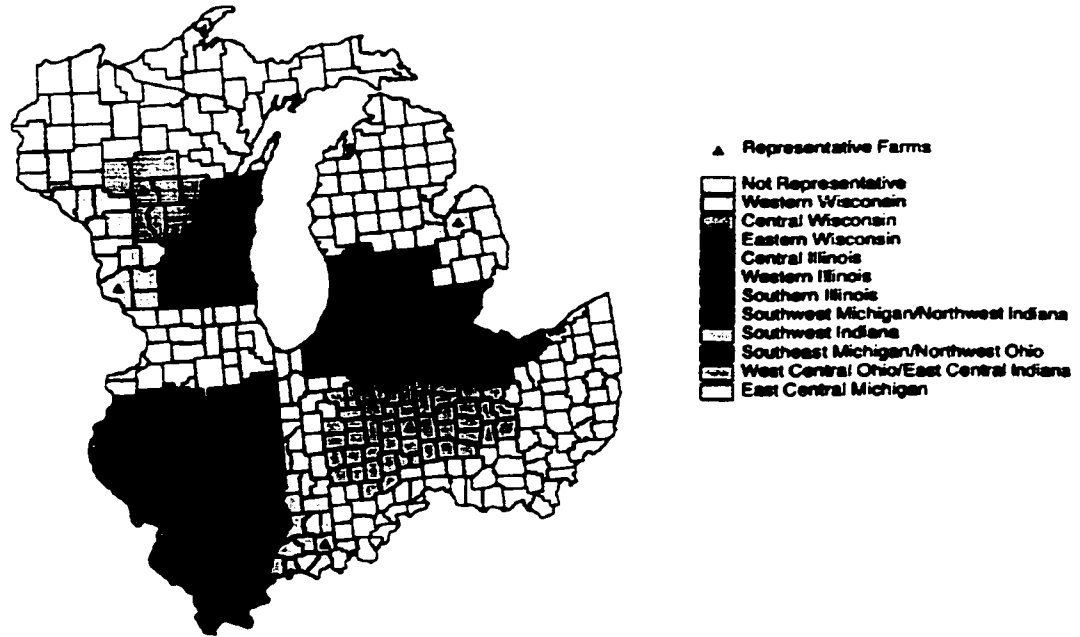 Representative Farms
Not Representative
Western Wisconsin
Central Wisconsin
Eastern Wisconsin
Central Illinois
Western Illinois
Southern Illinois
Southwest Michigan/Northwest Indiana
Southwest Indiana
Southeast Michigan/Northwest Ohio
West Central Ohio/East Central Indiana
East Central Michigan